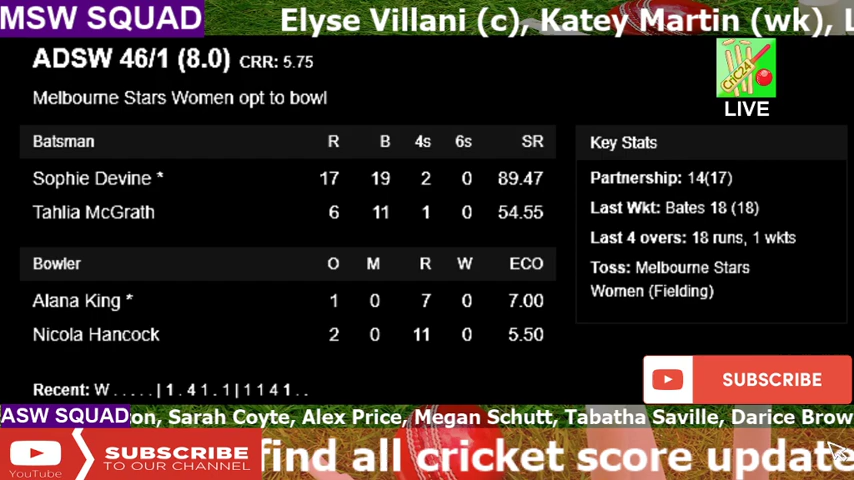 MSW SQUAD
Elyse Villani (c), Katey Martin (wk), L
ADSW 46/1 (8.0) CRR: 5.75
Cric24
LIVE
Melbourne Stars Women opt to bowl
Batsman R B 4s 6s SR
Sophie Devine * 17 19 2 0 89.47
Tahlia McGrath 6 11 1 0 54.55
Bowler O M R W ECO
Alana King * 1 0 7 0 7.00
Nicola Hancock 2 0 11 0 5.50
Recent: W . . . . . | 1 . 4 1 . 1 | 1 1 4 1 . .
Key Stats
Partnership: 14(17)
Last Wkt: Bates 18 (18)
Last 4 overs: 18 runs, 1 wkts
Toss: Melbourne Stars
Women (Fielding)
SUBSCRIBE
ASW SQUAD
on, Sarah Coyte, Alex Price, Megan Schutt, Tabatha Saville, Darice Brow
YouTube
SUBSCRIBE
TO OUR CHANNEL
find all cricket score update